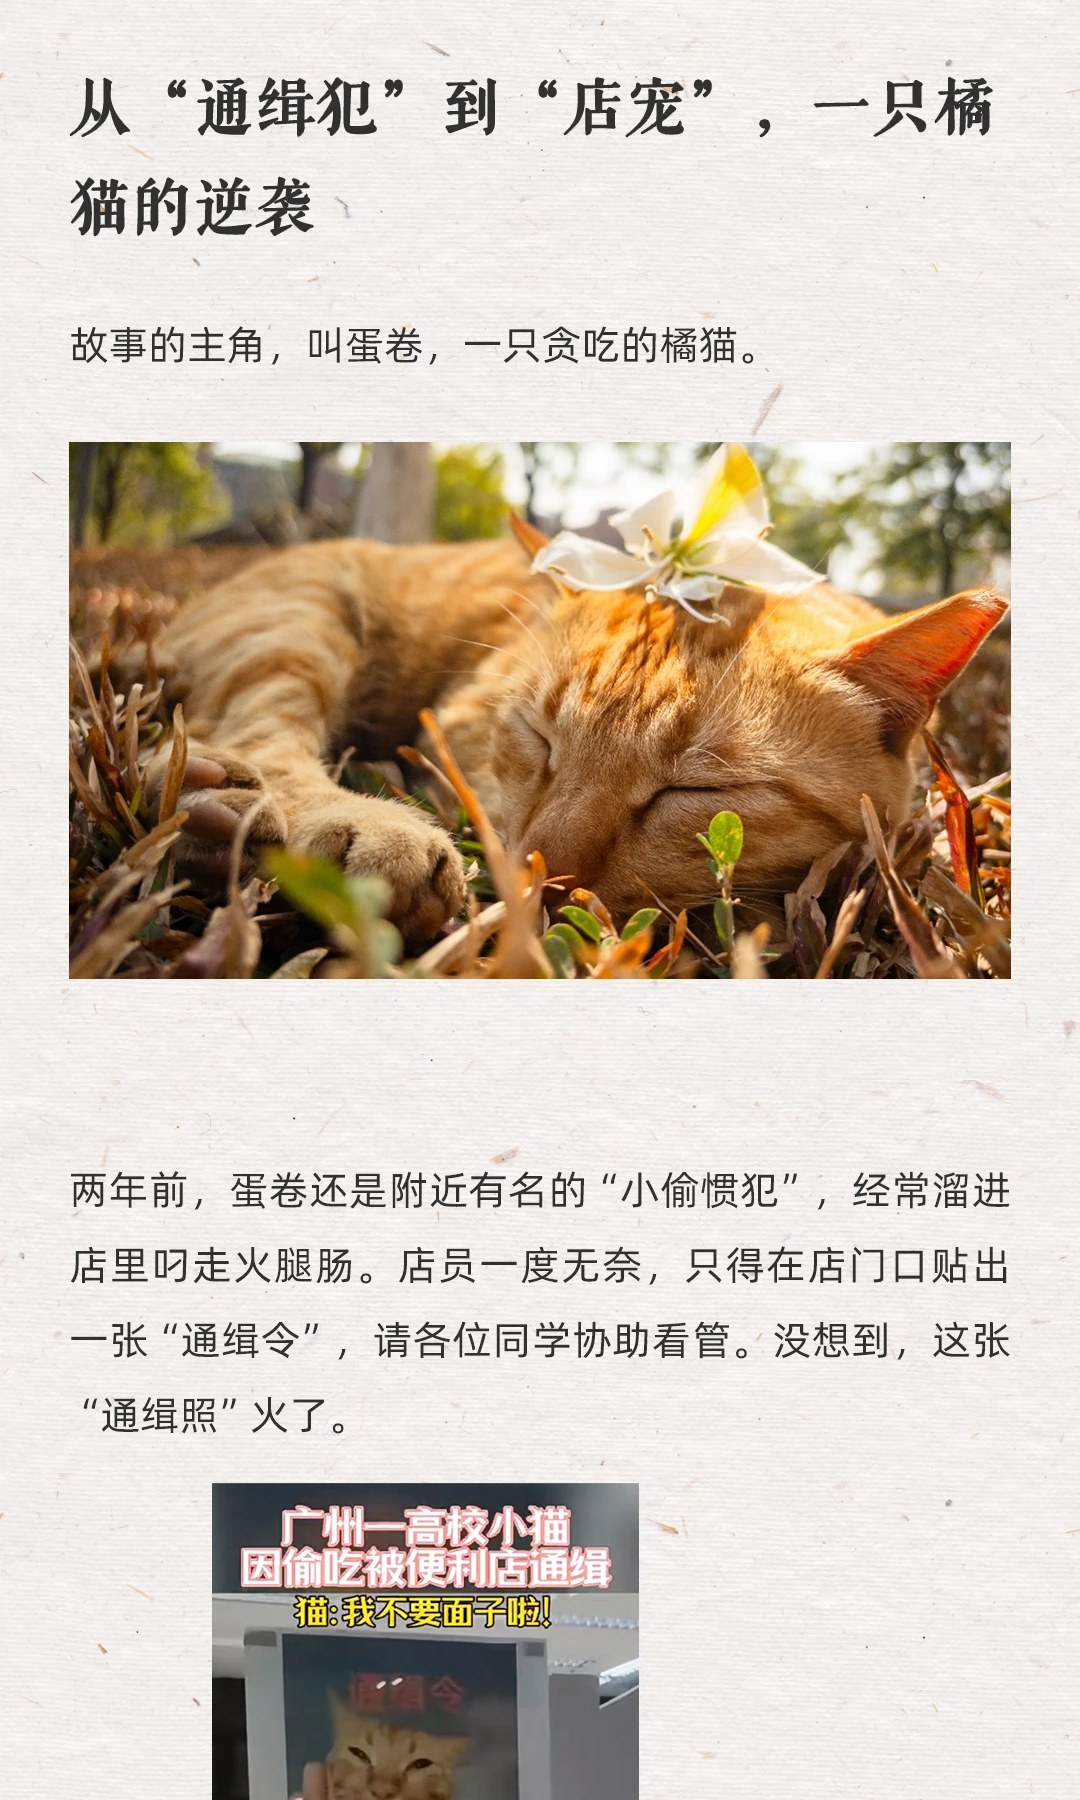 从“通缉犯”到“店宠”，一只橘
猫的逆袭
故事的主角，叫蛋卷，一只贪吃的橘猫。
两年前，蛋卷还是附近有名的“小偷惯犯”，经常溜进
店里叼走火腿肠。店员一度无奈，只得在店门口贴出
一张“通缉令”，请各位同学协助看管。没想到，这张
“通缉照”火了。
广州一高校小猫
因偷吃被便利店通缉
猫:我不要面子啦!
通缉令